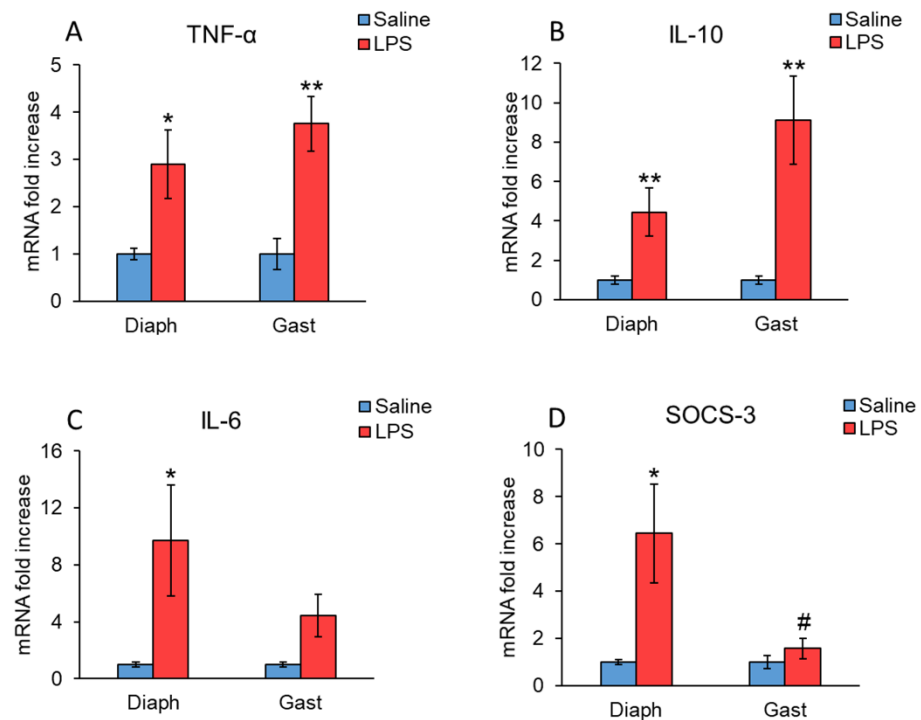 A
TNF-α
Saline
LPS
mRNA fold increase
5
4
3
2
1
0
*
**
Diaph
Gast
B
IL-10
Saline
LPS
mRNA fold increase
12
10
8
6
4
2
0
**
**
Diaph
Gast
C
IL-6
Saline
LPS
mRNA fold increase
16
12
8
4
0
*
Diaph
Gast
D
SOCS-3
Saline
LPS
mRNA fold increase
10
8
6
4
2
0
*
#
Diaph
Gast